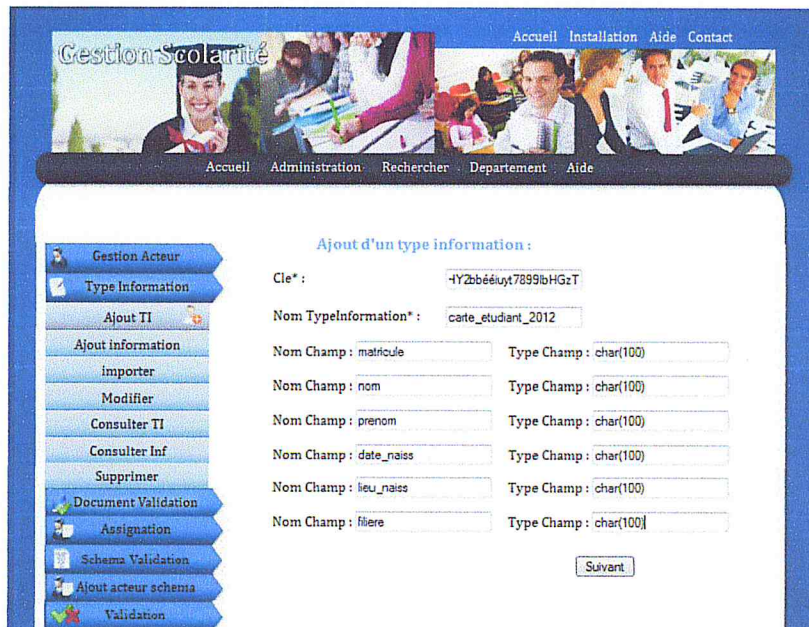 Accueil Installation Aide Contact
Gestion Scolarité
Accueil Administration Rechercher Departement Aide
Gestion Acteur
Type Information
Ajout TI
Ajout information
importer
Modifier
Consulter TI
Consulter Inf
Supprimer
Document Validation
Assignation
Schema Validation
Ajout acteur schema
Validation
Ajout d'un type information :
Cle* :
Nom TypeInformation* : carte_etudiant_2012
Nom Champ : matricule Type Champ : char(100)
Nom Champ : nom Type Champ : char(100)
Nom Champ : prenom Type Champ : char(100)
Nom Champ : date_naiss Type Champ : char(100)
Nom Champ : lieu_naiss Type Champ : char(100)
Nom Champ : filiere Type Champ : char(100)
Suivant